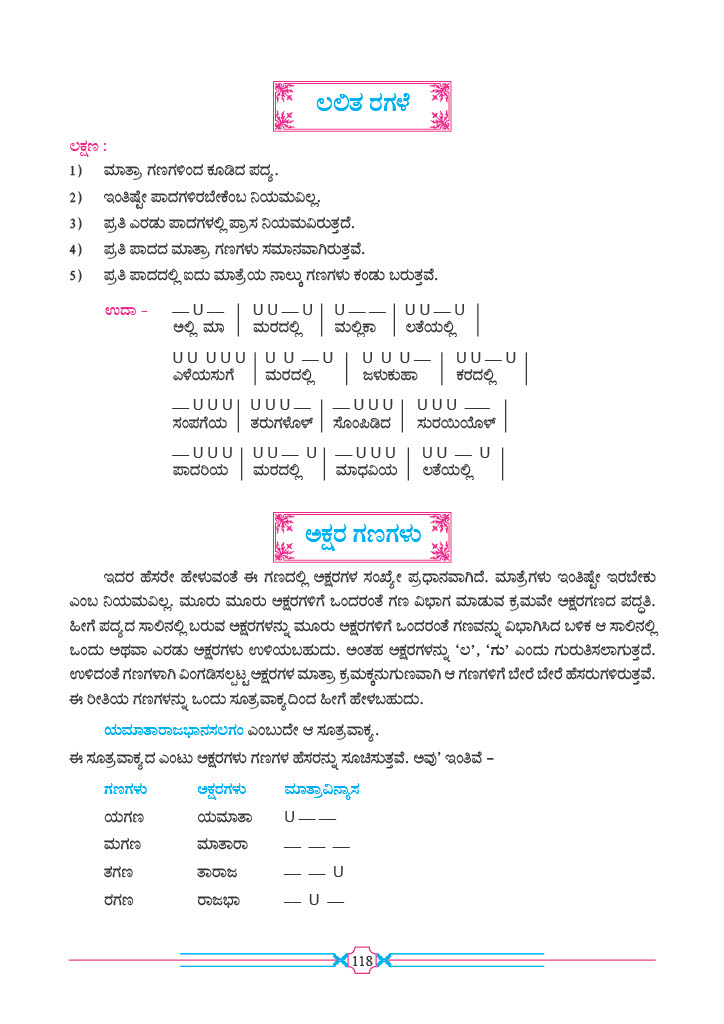 ಲಲಿತ ರಗಳೆ
ಲಕ್ಷಣ :
1) ಮಾತ್ರಾ ಗಣಗಳಿಂದ ಕೂಡಿದ ಪದ್ಯ.
2) ಇಂತಿಷ್ಟೇ ಪಾದಗಳಿರಬೇಕೆಂಬ ನಿಯಮವಿಲ್ಲ.
3) ಪ್ರತಿ ಎರಡು ಪಾದಗಳಲ್ಲಿ ಪ್ರಾಸ ನಿಯಮವಿರುತ್ತದೆ.
4) ಪ್ರತಿ ಪಾದದ ಮಾತ್ರಾ ಗಣಗಳು ಸಮಾನವಾಗಿರುತ್ತವೆ.
5) ಪ್ರತಿ ಪಾದದಲ್ಲಿ ಐದು ಮಾತ್ರೆಯ ನಾಲ್ಕು ಗಣಗಳು ಕಂಡು ಬರುತ್ತವೆ.
ಉದಾ – — U — | U U — U | U — — | U U — U |
ಅಲ್ಲಿ ಮಾ | ಮರದಲ್ಲಿ | ಮಲ್ಲಿಕಾ | ಲತೆಯಲ್ಲಿ |
U U U U U | U U — U | U U U — | U U — U |
ಎಳೆಯಸುಗೆ | ಮರದಲ್ಲಿ | ಜಳುಕುಹಾ | ಕರದಲ್ಲಿ |
— U U U | U U U — | — U U U | U U U — |
ಸಂಪಗೆಯ | ತರುಗಳೊಳ್ | ಸೊಂಪಿಡಿದ | ಸುರಯಿಯೊಳ್ |
— U U U | U U — U | — U U U | U U — U |
ಪಾದರಿಯ | ಮರದಲ್ಲಿ | ಮಾಧವಿಯ | ಲತೆಯಲ್ಲಿ |
ಅಕ್ಷರ ಗಣಗಳು
ಇದರ ಹೆಸರೇ ಹೇಳುವಂತೆ ಈ ಗಣದಲ್ಲಿ ಅಕ್ಷರಗಳ ಸಂಖ್ಯೇ ಪ್ರಧಾನವಾಗಿದೆ. ಮಾತ್ರೆಗಳು ಇಂತಿಷ್ಟೇ ಇರಬೇಕು
ಎಂಬ ನಿಯಮವಿಲ್ಲ. ಮೂರು ಮೂರು ಅಕ್ಷರಗಳಿಗೆ ಒಂದರಂತೆ ಗಣ ವಿಭಾಗ ಮಾಡುವ ಕ್ರಮವೇ ಅಕ್ಷರಗಣದ ಪದ್ಧತಿ.
ಹೀಗೆ ಪದ್ಯದ ಸಾಲಿನಲ್ಲಿ ಬರುವ ಅಕ್ಷರಗಳನ್ನು ಮೂರು ಅಕ್ಷರಗಳಿಗೆ ಒಂದರಂತೆ ಗಣವನ್ನು ವಿಭಾಗಿಸಿದ ಬಳಿಕ ಆ ಸಾಲಿನಲ್ಲಿ
ಒಂದು ಅಥವಾ ಎರಡು ಅಕ್ಷರಗಳು ಉಳಿಯಬಹುದು. ಅಂತಹ ಅಕ್ಷರಗಳನ್ನು ‘ಲ’, ‘ಗು’ ಎಂದು ಗುರುತಿಸಲಾಗುತ್ತದೆ.
ಉಳಿದಂತೆ ಗಣಗಳಾಗಿ ವಿಂಗಡಿಸಲ್ಪಟ್ಟ ಅಕ್ಷರಗಳ ಮಾತ್ರಾ ಕ್ರಮಕ್ಕನುಗುಣವಾಗಿ ಆ ಗಣಗಳಿಗೆ ಬೇರೆ ಬೇರೆ ಹೆಸರುಗಳಿರುತ್ತವೆ.
ಈ ರೀತಿಯ ಗಣಗಳನ್ನು ಒಂದು ಸೂತ್ರವಾಕ್ಯದಿಂದ ಹೀಗೆ ಹೇಳಬಹುದು.
ಯಮಾತಾರಾಜಭಾನಸಲಗಂ ಎಂಬುದೇ ಆ ಸೂತ್ರವಾಕ್ಯ.
ಈ ಸೂತ್ರವಾಕ್ಯದ ಎಂಟು ಅಕ್ಷರಗಳು ಗಣಗಳ ಹೆಸರನ್ನು ಸೂಚಿಸುತ್ತವೆ. ಅವು’ ಇಂತಿವೆ –
ಗಣಗಳು ಅಕ್ಷರಗಳು ಮಾತ್ರಾವಿನ್ಯಾಸ
ಯಗಣ ಯಮಾತಾ U — —
ಮಗಣ ಮಾತಾರಾ — — —
ತಗಣ ತಾರಾಜ — — U
ರಗಣ ರಾಜಭಾ — U —
118